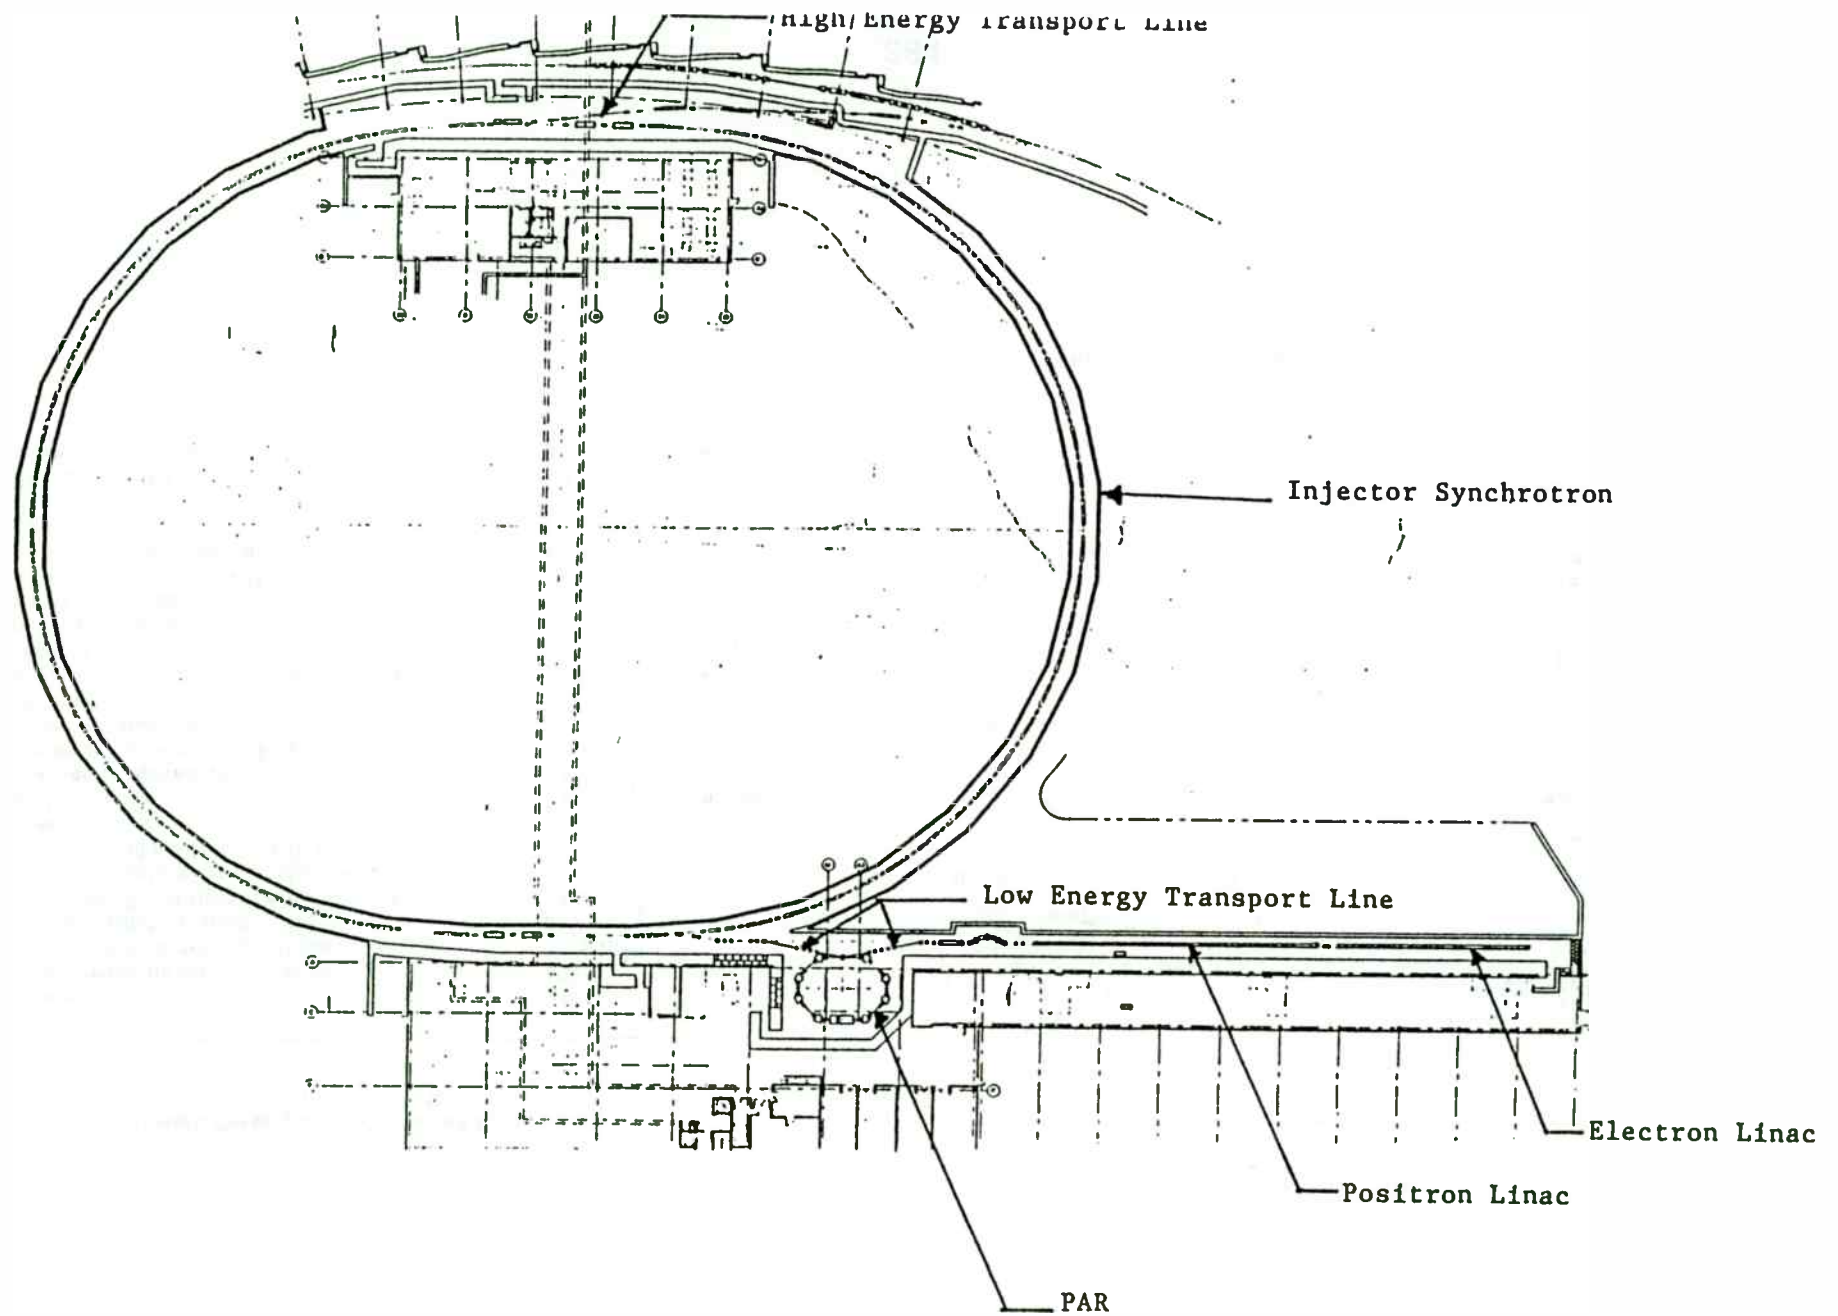 High Energy Transport Line
Injector Synchrotron
Low Energy Transport Line
Electron Linac
Positron Linac
PAR